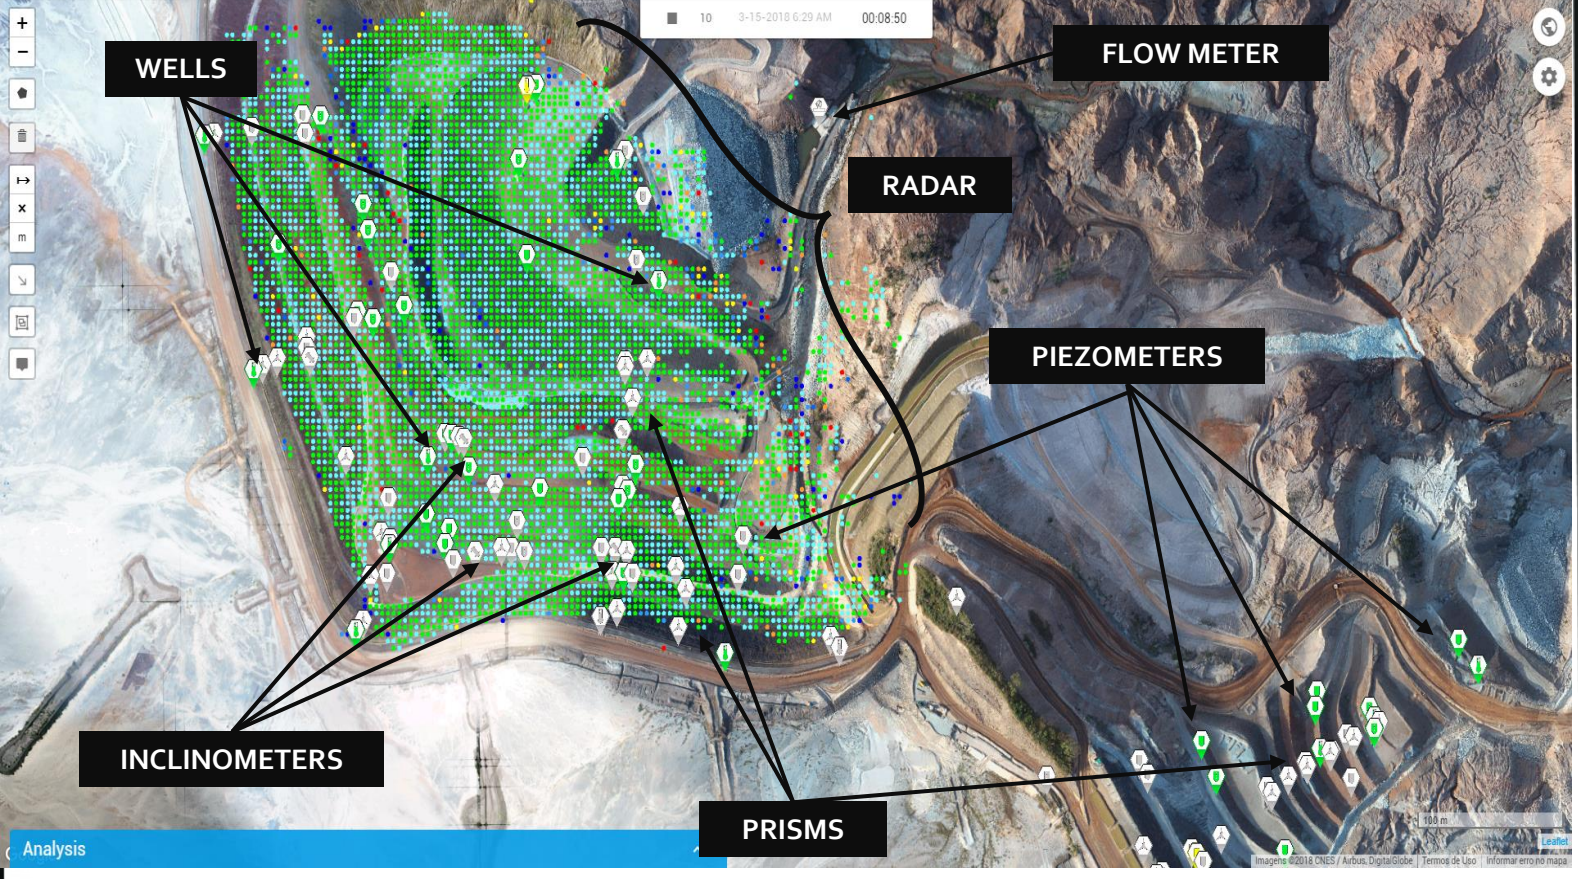 10 3-15-2018 6:29 AM 00:08:50
WELLS
FLOW METER
RADAR
m
PIEZOMETERS
INCLINOMETERS
PRISMS
100 m
Leaflet
Analysis
Imagens ©2018 CNES / Airbus, DigitalGlobe Termos de Uso Informar erro no mapa